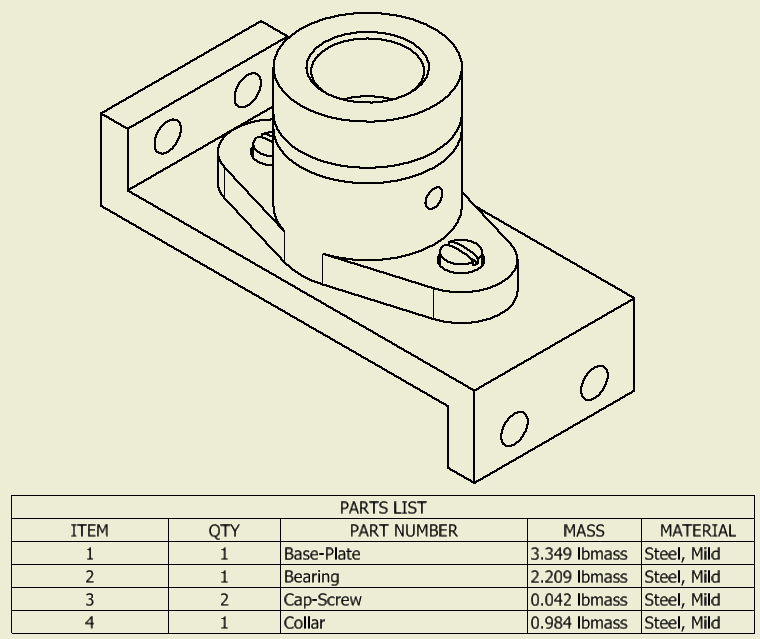 PARTS LIST
ITEM QTY PART NUMBER MASS MATERIAL
1 1 Base-Plate 3.349 lbmass Steel, Mild
2 1 Bearing 2.209 lbmass Steel, Mild
3 2 Cap-Screw 0.042 lbmass Steel, Mild
4 1 Collar 0.984 lbmass Steel, Mild